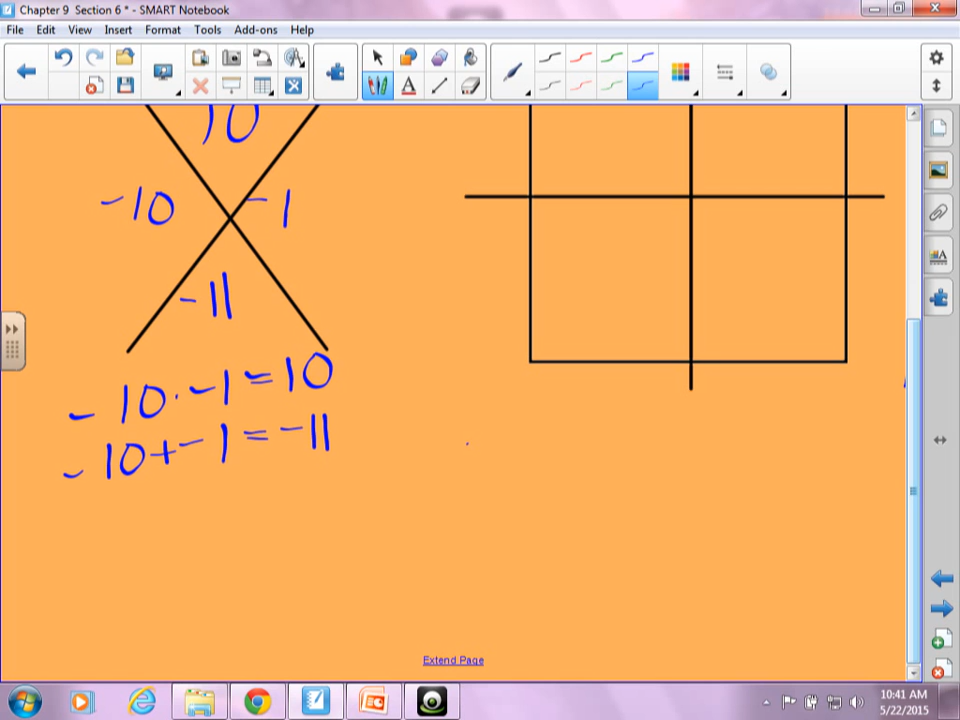 Chapter 9 Section 6 * - SMART Notebook
File Edit View Insert Format Tools Add-ons Help
10
-10 -1
-11
-10·-1=10
-10+-1=-11
Extend Page
10:41 AM
5/22/2015